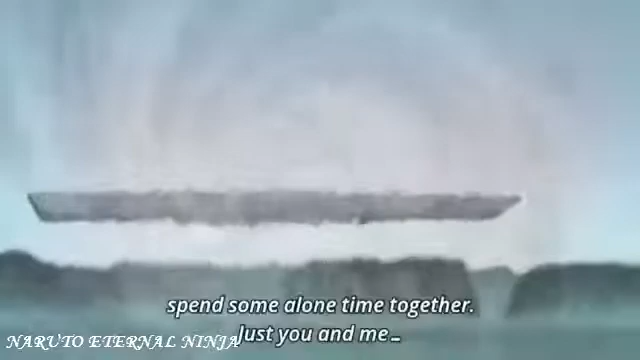 spend some alone time together.
Just you and me...
NARUTO ETERNAL NINJA